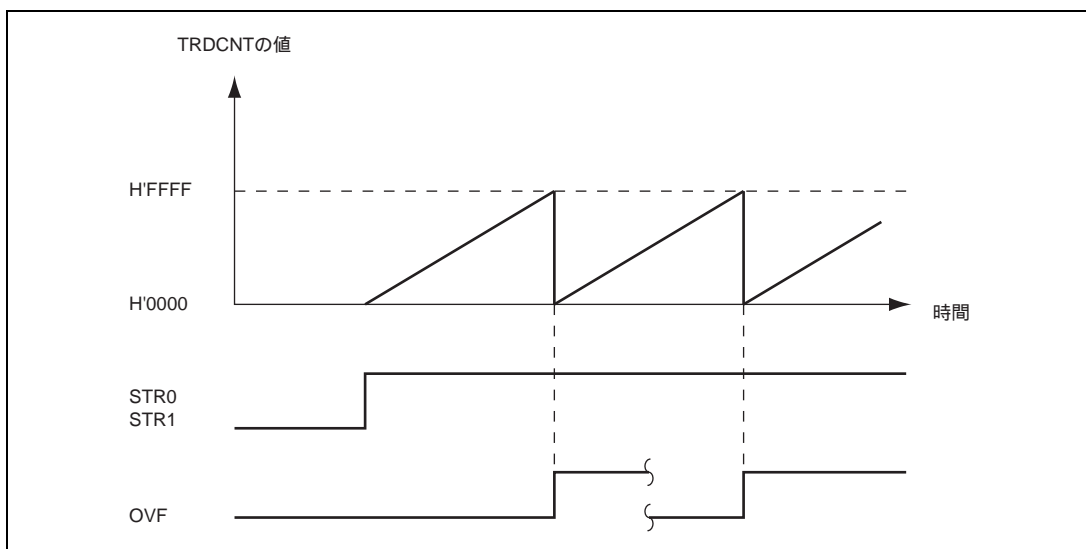 TRDCNTの値
H'FFFF
H'0000
時間
STR0
STR1
OVF